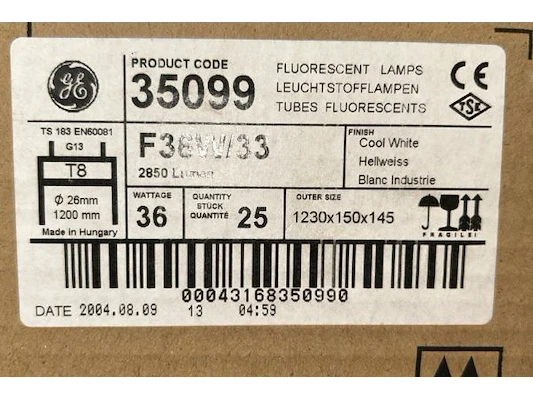 GE
PRODUCT CODE
35099
FLUORESCENT LAMPS
LEUCHTSTOFFLAMPEN
TUBES FLUORESCENTS
CE
TSE
TS 183 EN60081
G13
T8
Ø 26mm
1200 mm
Made in Hungary
F36W/33
2850 Lumen
FINISH
Cool White
Hellweiss
Blanc Industrie
WATTAGE
36
QUANTITY
STÜCK
QUANTITÉ
25
OUTER SIZE
1230x150x145
FRAGILE!
00043168350990
DATE 2004.08.09 13 04:59